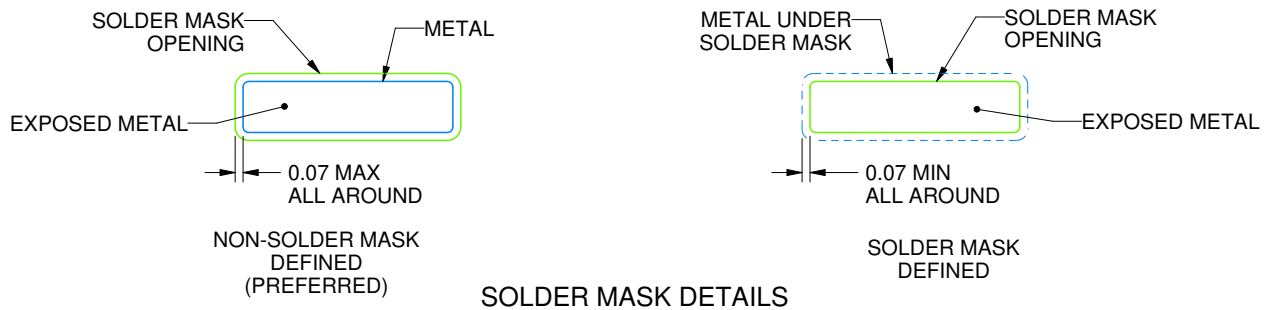 SOLDER MASK
OPENING
METAL
EXPOSED METAL
0.07 MAX
ALL AROUND
NON-SOLDER MASK
DEFINED
(PREFERRED)
METAL UNDER
SOLDER MASK
SOLDER MASK
OPENING
EXPOSED METAL
0.07 MIN
ALL AROUND
SOLDER MASK
DEFINED
SOLDER MASK DETAILS